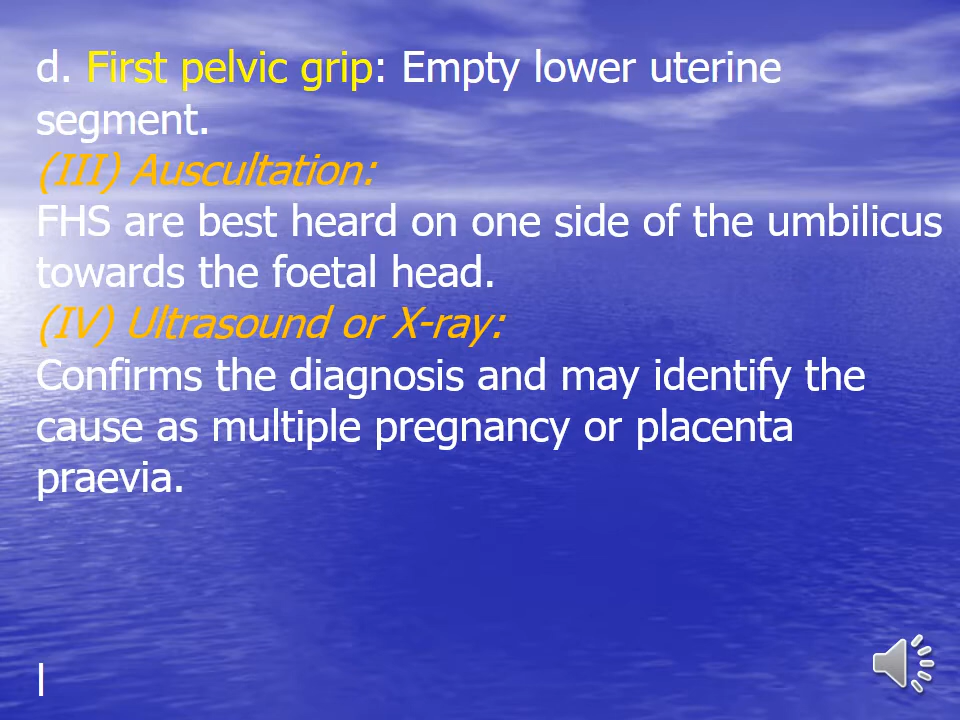 d. First pelvic grip: Empty lower uterine
segment.
(III) Auscultation:
FHS are best heard on one side of the umbilicus
towards the foetal head.
(IV) Ultrasound or X-ray:
Confirms the diagnosis and may identify the
cause as multiple pregnancy or placenta
praevia.
l